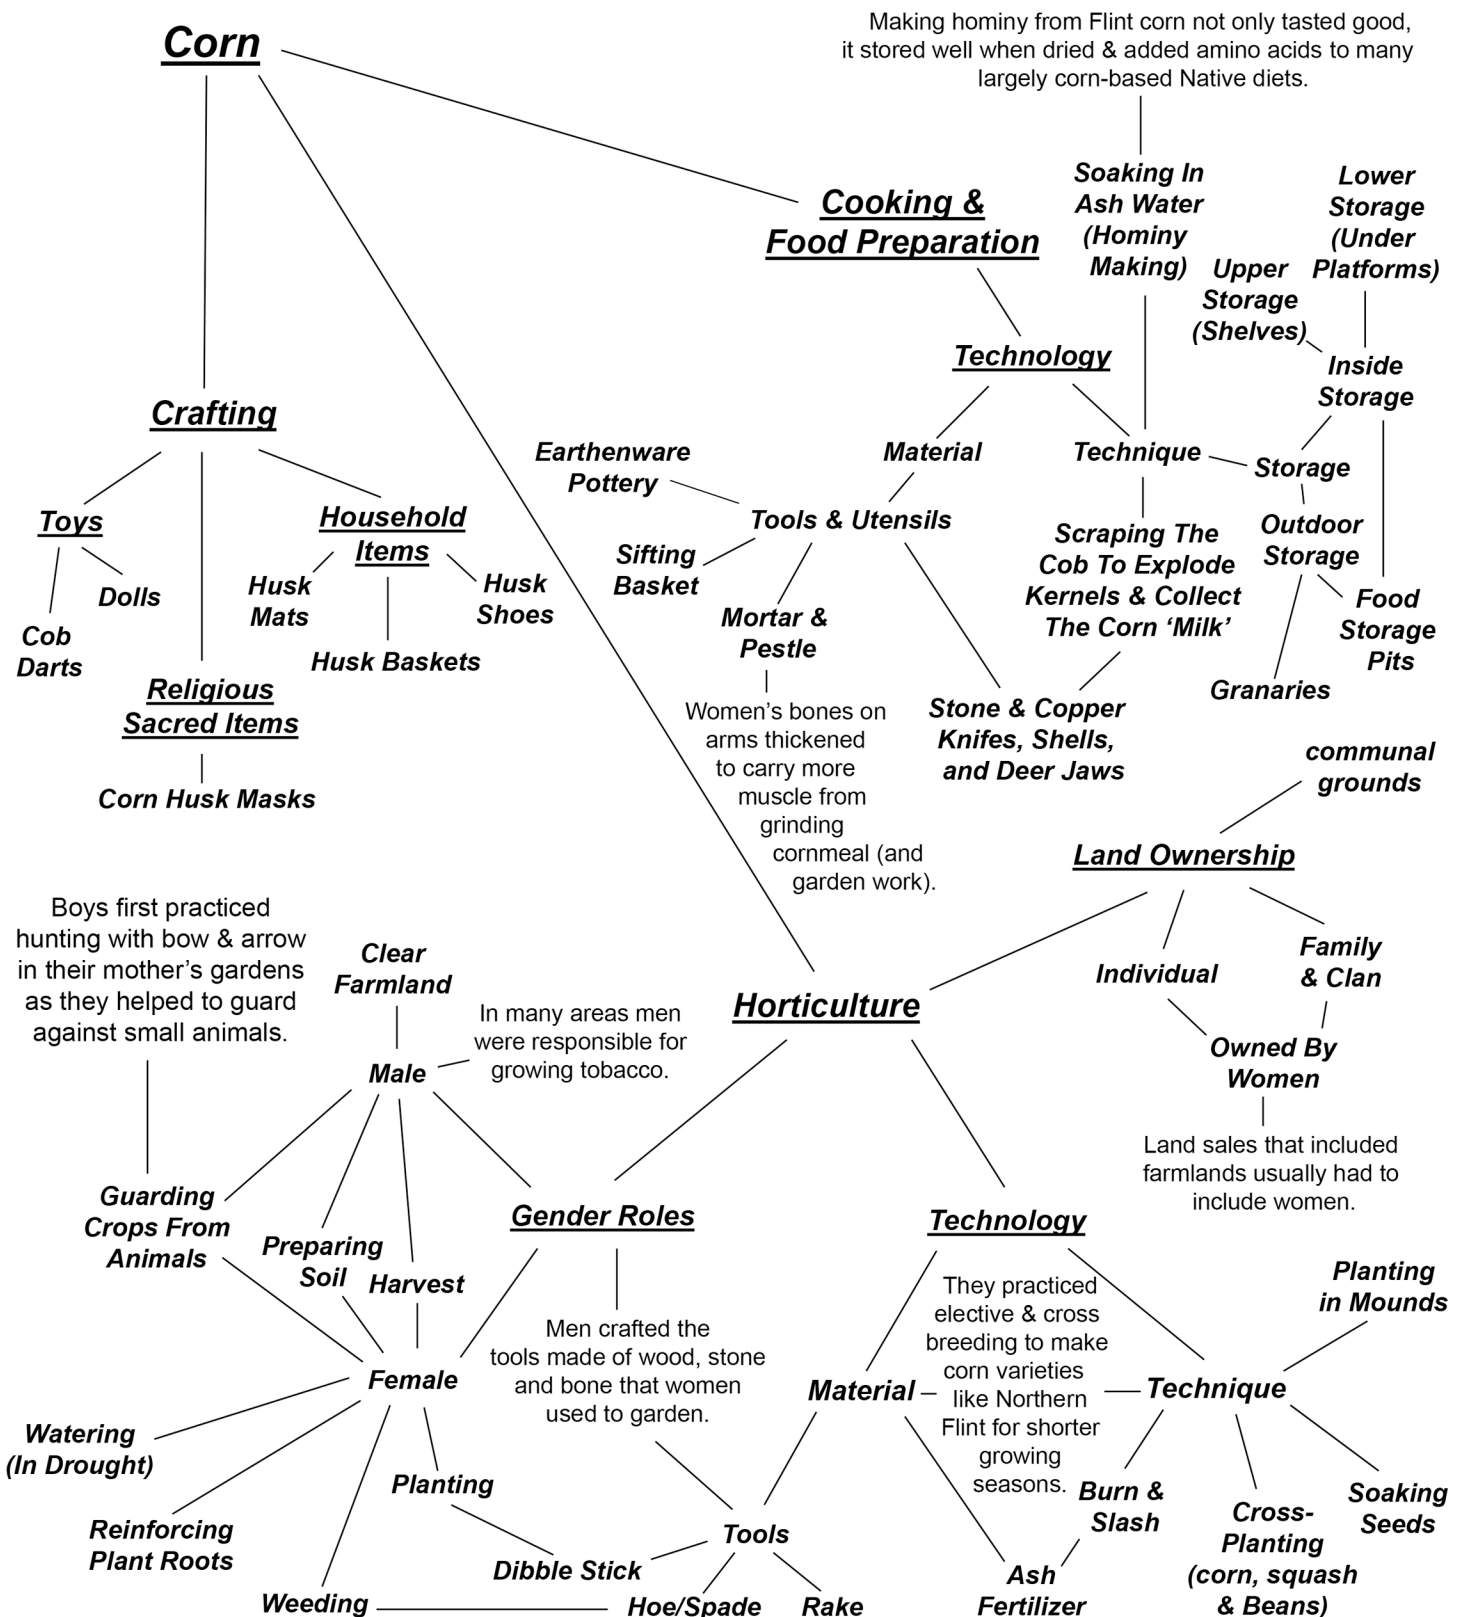 Corn
Making hominy from Flint corn not only tasted good,
it stored well when dried & added amino acids to many
largely corn-based Native diets.
Cooking &
Food Preparation
Soaking In
Ash Water
(Hominy
Making)
Lower
Storage
(Under
Platforms)
Upper
Storage
(Shelves)
Inside
Storage
Technology
Crafting
Earthenware
Pottery
Material
Technique
Storage
Toys
Household
Items
Tools & Utensils
Scraping The
Cob To Explode
Kernels & Collect
The Corn ‘Milk’
Outdoor
Storage
Sifting
Basket
Dolls
Husk
Mats
Husk
Shoes
Cob
Darts
Mortar &
Pestle
Food
Storage
Pits
Husk Baskets
Granaries
Religious
Sacred Items
Women’s bones on
arms thickened
to carry more
muscle from
grinding
cornmeal (and
garden work).
Stone & Copper
Knifes, Shells,
and Deer Jaws
Corn Husk Masks
communal
grounds
Land Ownership
Boys first practiced
hunting with bow & arrow
in their mother’s gardens
as they helped to guard
against small animals.
Clear
Farmland
Individual
Family
& Clan
Horticulture
In many areas men
were responsible for
growing tobacco.
Male
Owned By
Women
Land sales that included
farmlands usually had to
include women.
Guarding
Crops From
Animals
Preparing
Soil
Harvest
Gender Roles
Technology
They practiced
elective & cross
breeding to make
corn varieties
like Northern
Flint for shorter
growing
seasons.
Planting
in Mounds
Men crafted the
tools made of wood, stone
and bone that women
used to garden.
Female
Material
Technique
Watering
(In Drought)
Planting
Reinforcing
Plant Roots
Burn &
Slash
Cross-
Planting
(corn, squash
& Beans)
Soaking
Seeds
Tools
Dibble Stick
Ash
Fertilizer
Weeding
Hoe/Spade
Rake